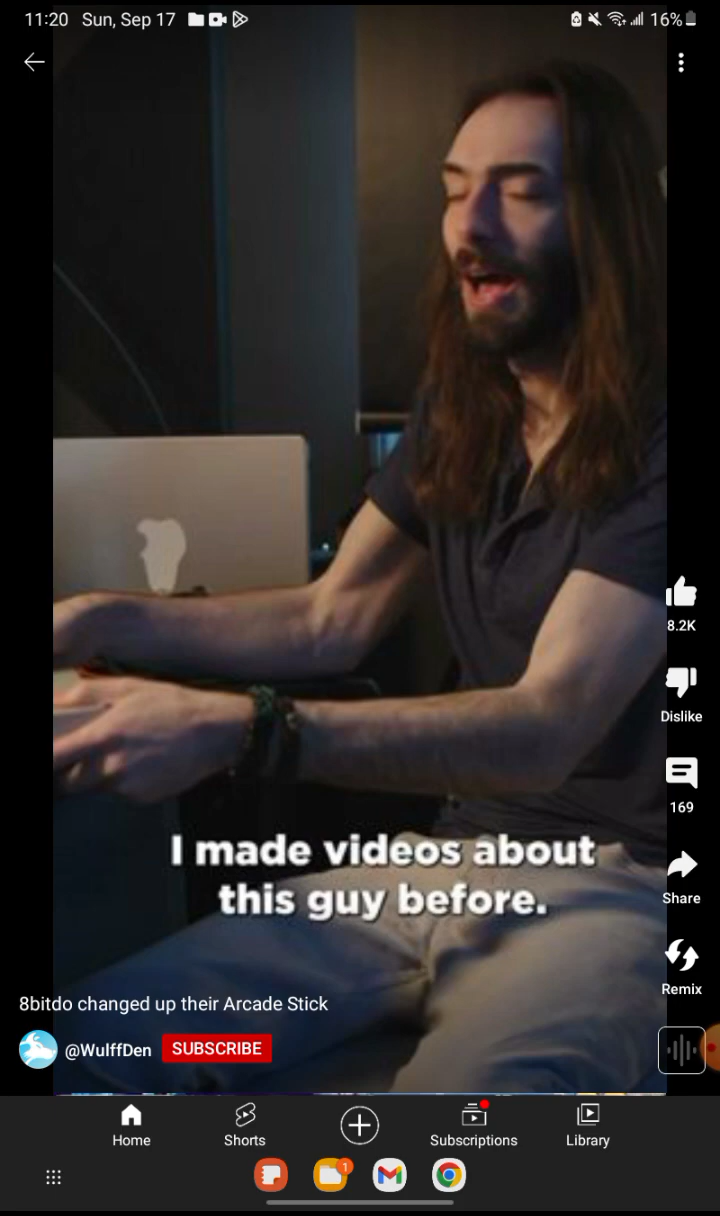 11:20 Sun, Sep 17
16%
I made videos about
this guy before.
8.2K
Dislike
169
Share
Remix
8bitdo changed up their Arcade Stick
@WulffDen SUBSCRIBE
Home Shorts Subscriptions Library
1